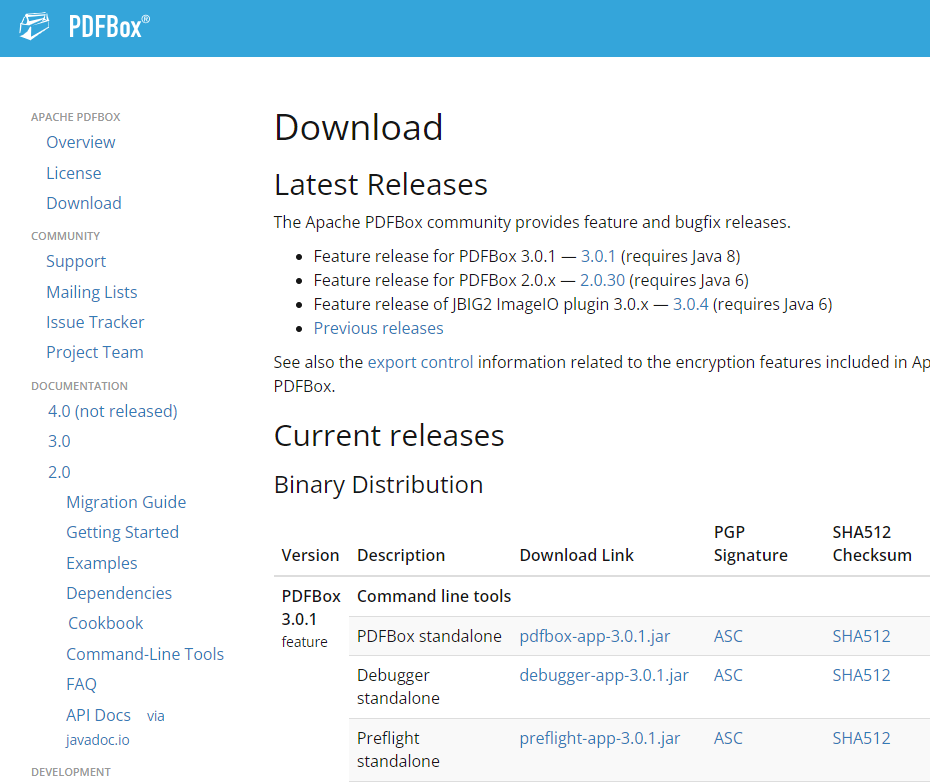 PDFBox®
APACHE PDFBOX
Overview
License
Download
COMMUNITY
Support
Mailing Lists
Issue Tracker
Project Team
DOCUMENTATION
4.0 (not released)
3.0
2.0
Migration Guide
Getting Started
Examples
Dependencies
Cookbook
Command-Line Tools
FAQ
API Docs via
javadoc.io
DEVELOPMENT
Download
Latest Releases
The Apache PDFBox community provides feature and bugfix releases.
• Feature release for PDFBox 3.0.1 — 3.0.1 (requires Java 8)
• Feature release for PDFBox 2.0.x — 2.0.30 (requires Java 6)
• Feature release of JBIG2 ImageIO plugin 3.0.x — 3.0.4 (requires Java 6)
• Previous releases
See also the export control information related to the encryption features included in Ap
PDFBox.
Current releases
Binary Distribution
Version Description Download Link PGP Signature SHA512 Checksum
PDFBox 3.0.1 feature Command line tools
PDFBox standalone pdfbox-app-3.0.1.jar ASC SHA512
Debugger standalone debugger-app-3.0.1.jar ASC SHA512
Preflight standalone preflight-app-3.0.1.jar ASC SHA512